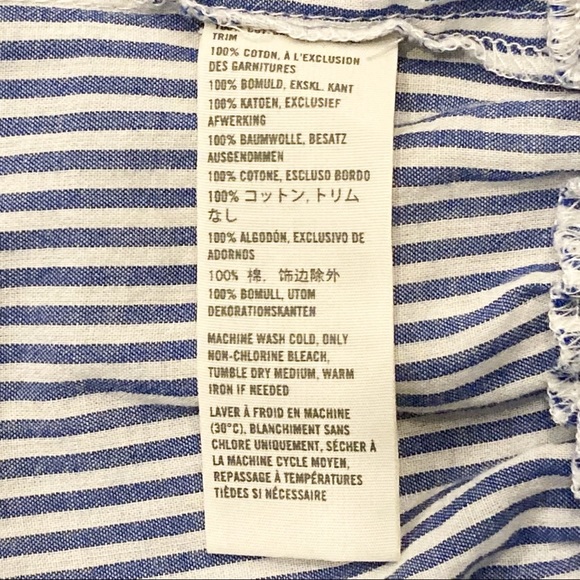 TRIM
100% COTON, À L'EXCLUSION
DES GARNITURES
100% BOMULD, EKSKL. KANT
100% KATOEN, EXCLUSIEF
AFWERKING
100% BAUMWOLLE, BESATZ
AUSGENOMMEN
100% COTONE, ESCLUSO BORDO
100% コットン, トリム
なし
100% ALGODÓN, EXCLUSIVO DE
ADORNOS
100% 棉, 饰边除外
100% BOMULL, UTOM
DEKORATIONSKANTEN
MACHINE WASH COLD, ONLY
NON-CHLORINE BLEACH,
TUMBLE DRY MEDIUM, WARM
IRON IF NEEDED
LAVER À FROID EN MACHINE
(30°C), BLANCHIMENT SANS
CHLORE UNIQUEMENT, SÉCHER À
LA MACHINE CYCLE MOYEN,
REPASSAGE À TEMPÉRATURES
TIÈDES SI NÉCESSAIRE